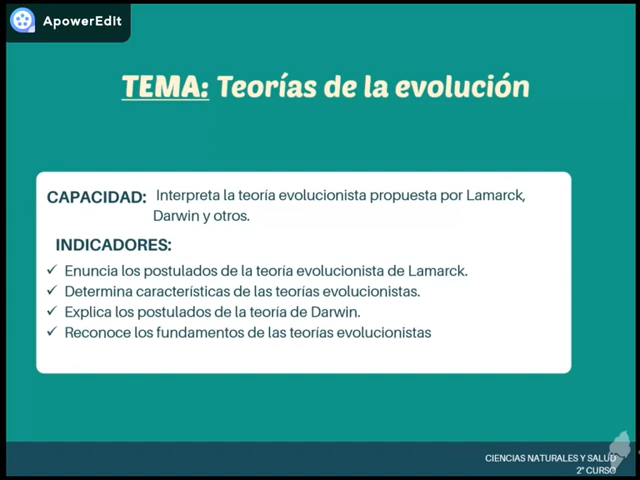 ApowerEdit
TEMA: Teorías de la evolución
CAPACIDAD: Interpreta la teoría evolucionista propuesta por Lamarck,
Darwin y otros.
INDICADORES:
✓ Enuncia los postulados de la teoría evolucionista de Lamarck.
✓ Determina características de las teorías evolucionistas.
✓ Explica los postulados de la teoría de Darwin.
✓ Reconoce los fundamentos de las teorías evolucionistas
CIENCIAS NATURALES Y SALUD
2° CURSO